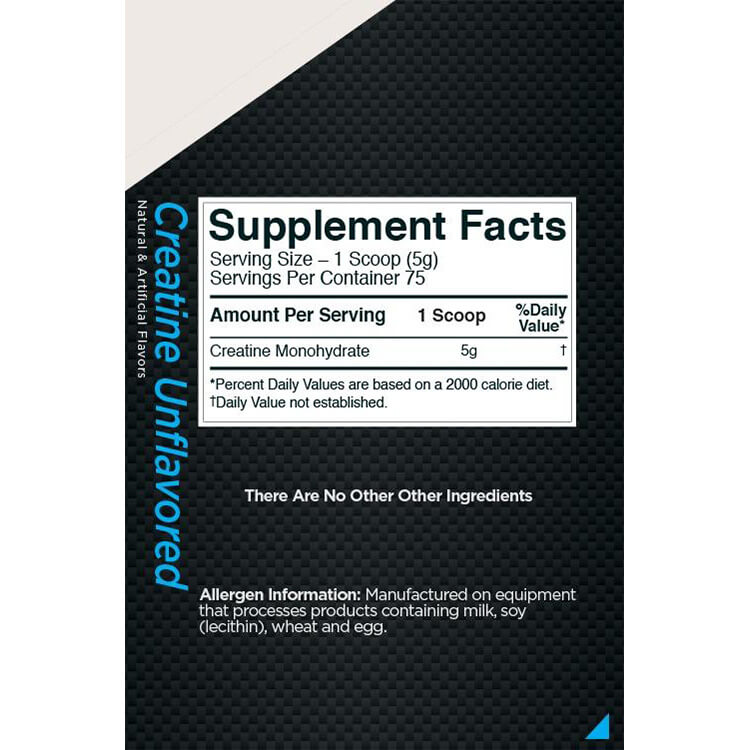 Creatine Unflavored
Natural & Artificial Flavors
Supplement Facts
Serving Size – 1 Scoop (5g)
Servings Per Container 75
Amount Per Serving 1 Scoop %Daily Value*
Creatine Monohydrate 5g †
*Percent Daily Values are based on a 2000 calorie diet.
†Daily Value not established.
There Are No Other Other Ingredients
Allergen Information: Manufactured on equipment
that processes products containing milk, soy
(lecithin), wheat and egg.